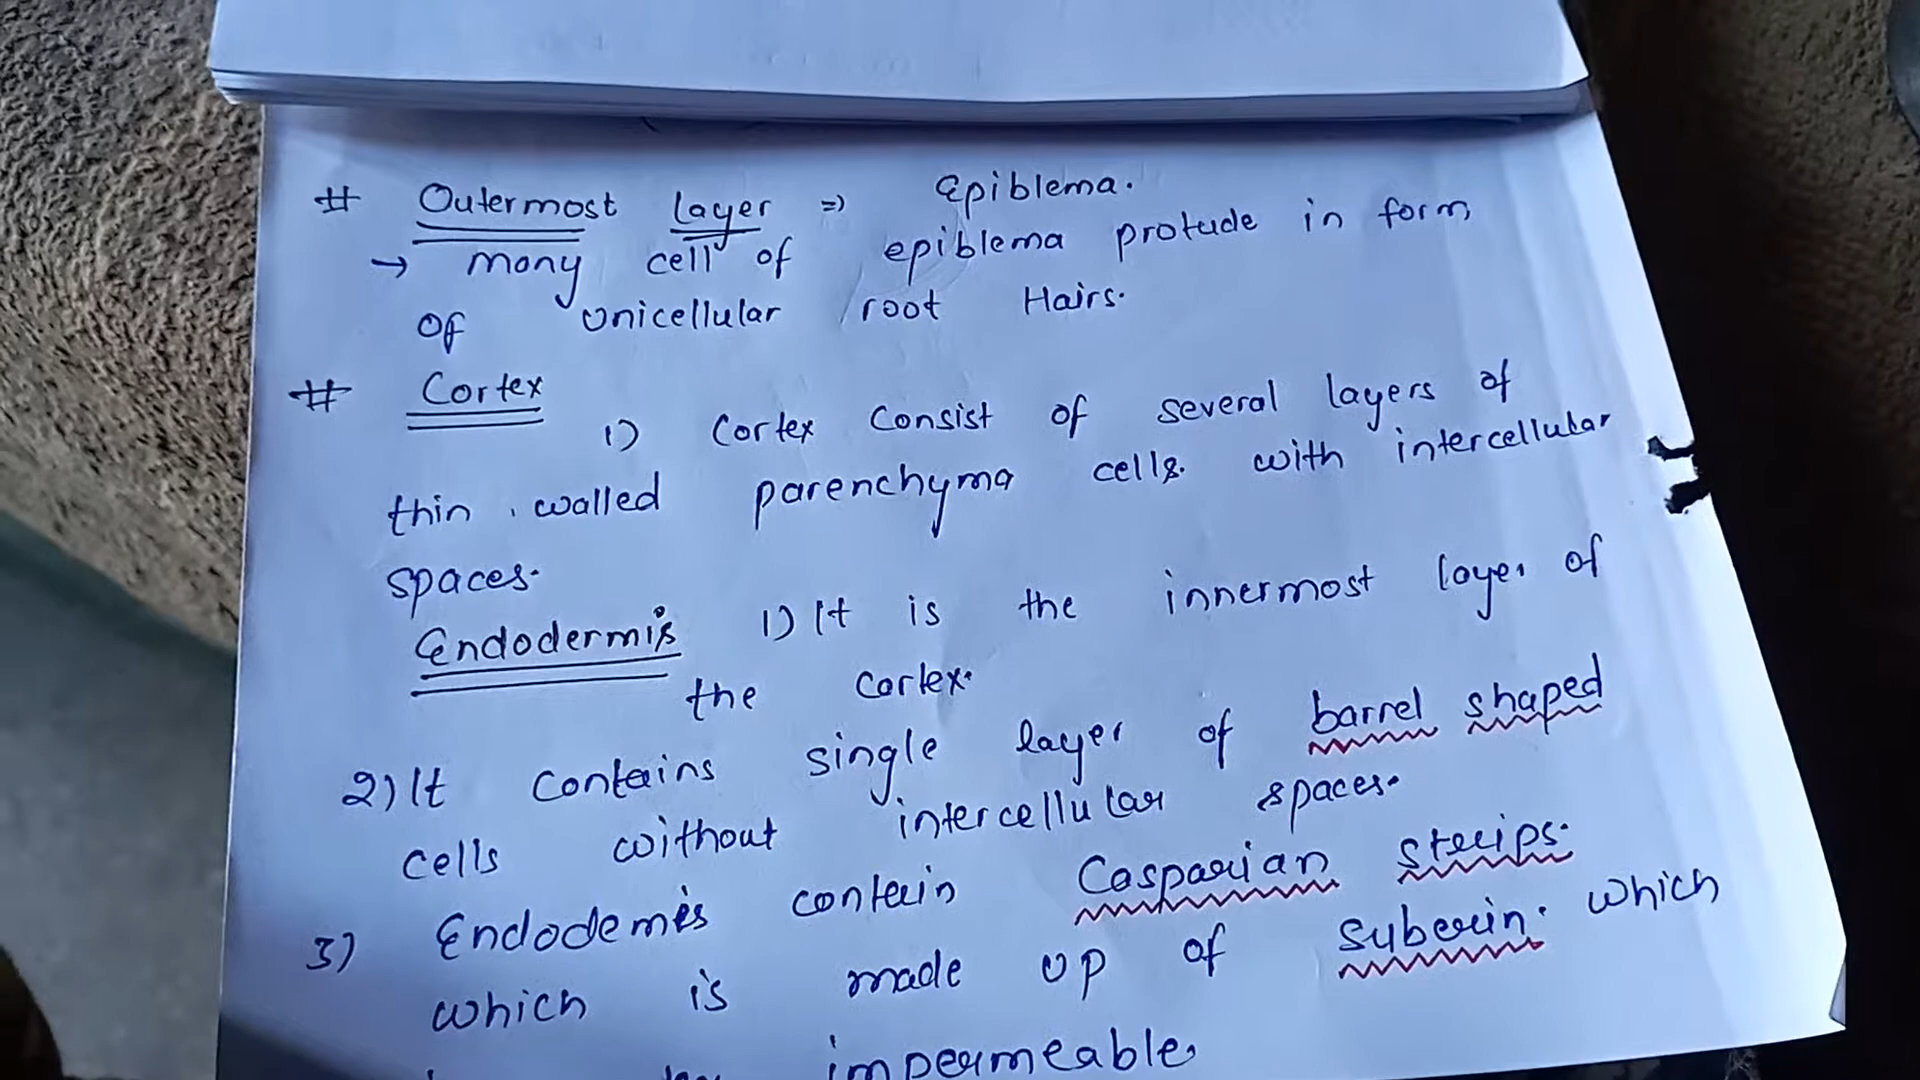 # Outermost layer => Epiblema.
→ many cell of epiblema protude in form
of unicellular root Hairs.
# Cortex
1) Cortex consist of several layers of
thin walled parenchyma cells. with intercellular
spaces.
Endodermis 1) It is the innermost layer of
the cortex.
2) It contains single layer of barrel shaped
cells without intercellular spaces.
3) Endodemis contain Casparian strips.
which is made up of suberin. which
impermeable.